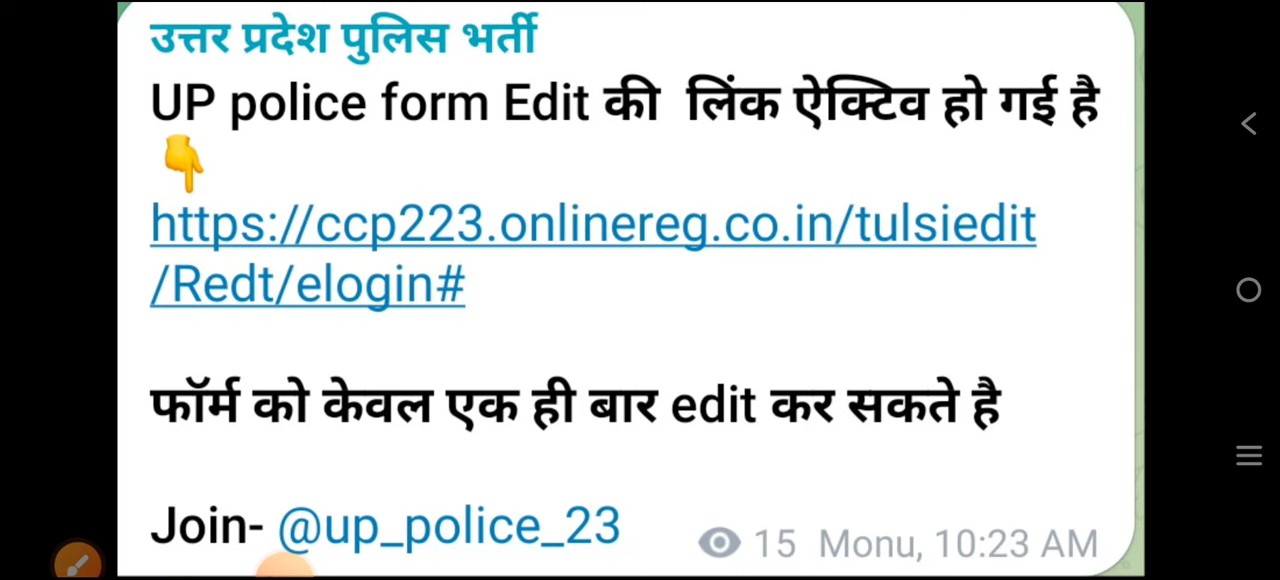 उत्तर प्रदेश पुलिस भर्ती
UP police form Edit की लिंक ऐक्टिव हो गई है
👇
https://ccp223.onlinereg.co.in/tulsiedit
/Redt/elogin#
फॉर्म को केवल एक ही बार edit कर सकते है
Join- @up_police_23
15 Monu, 10:23 AM